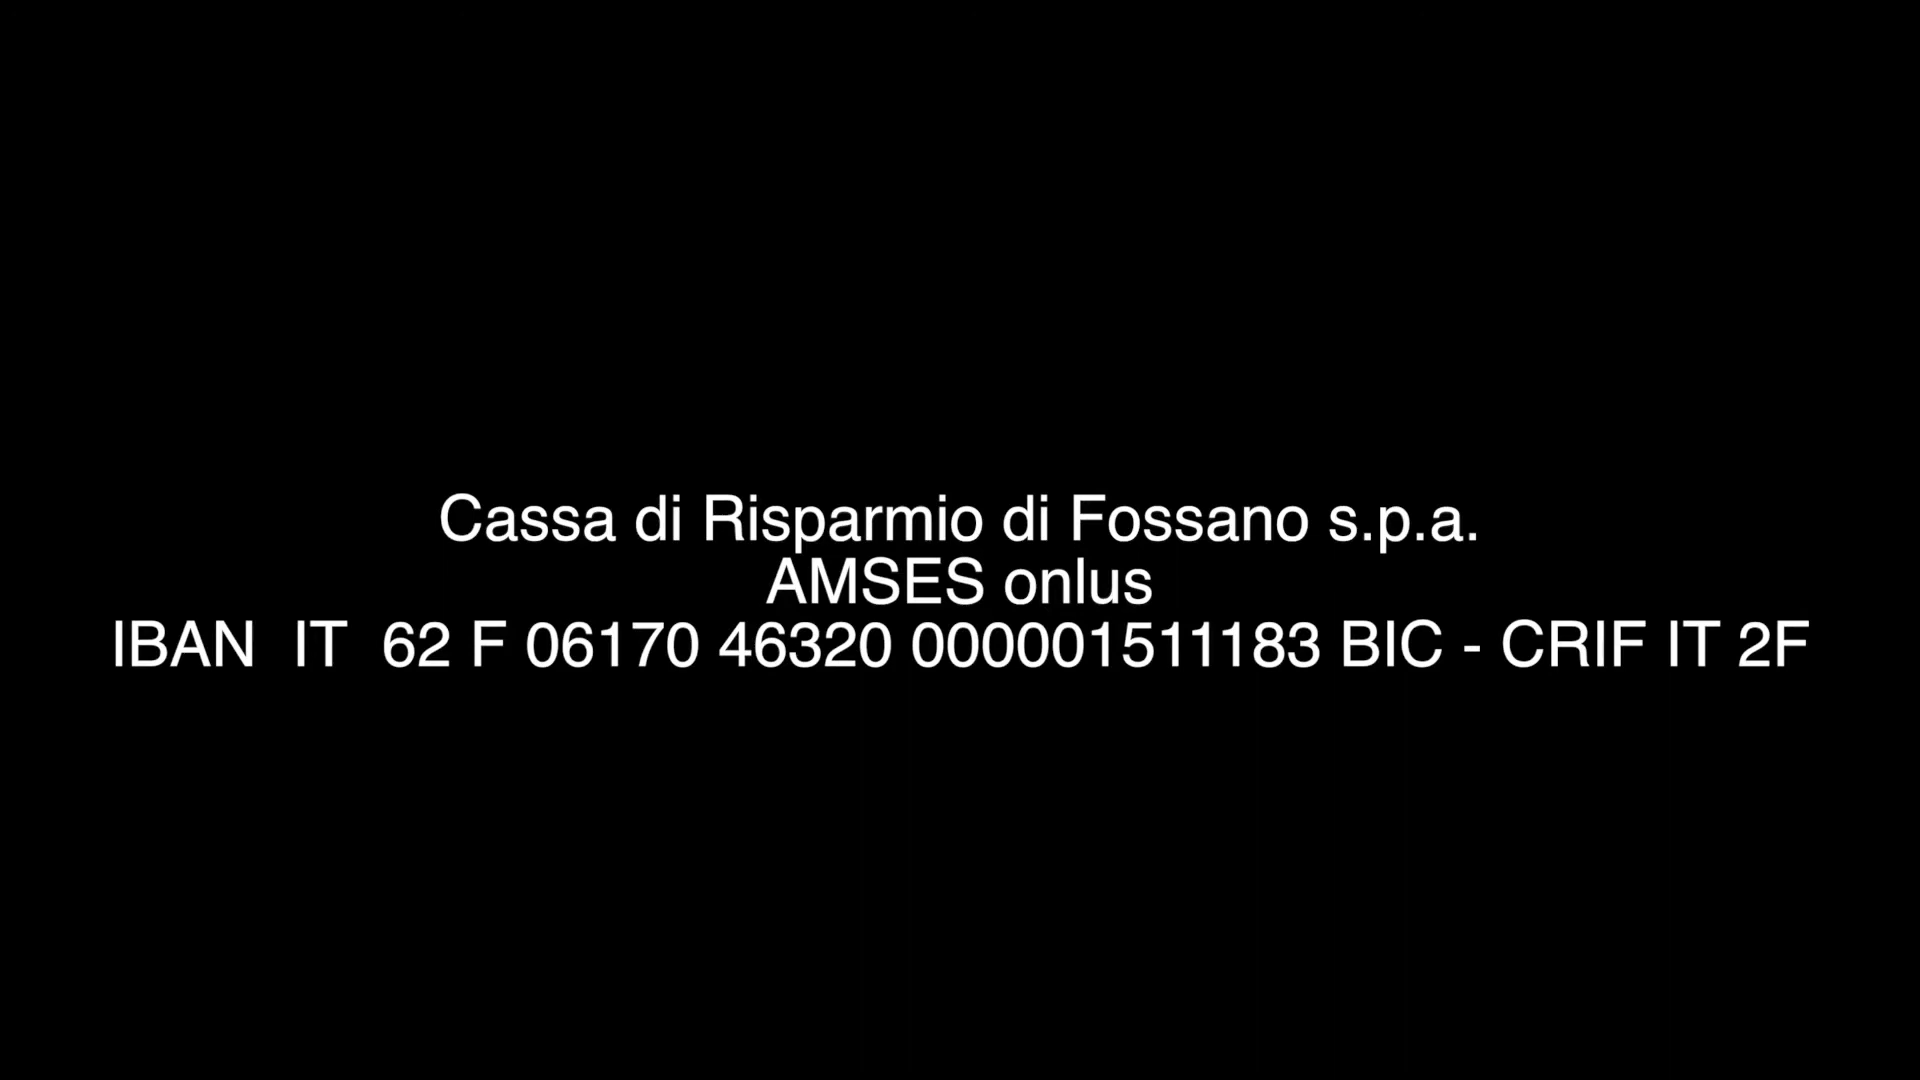 Cassa di Risparmio di Fossano s.p.a.
AMSES onlus
IBAN  IT  62 F 06170 46320 000001511183 BIC - CRIF IT 2F